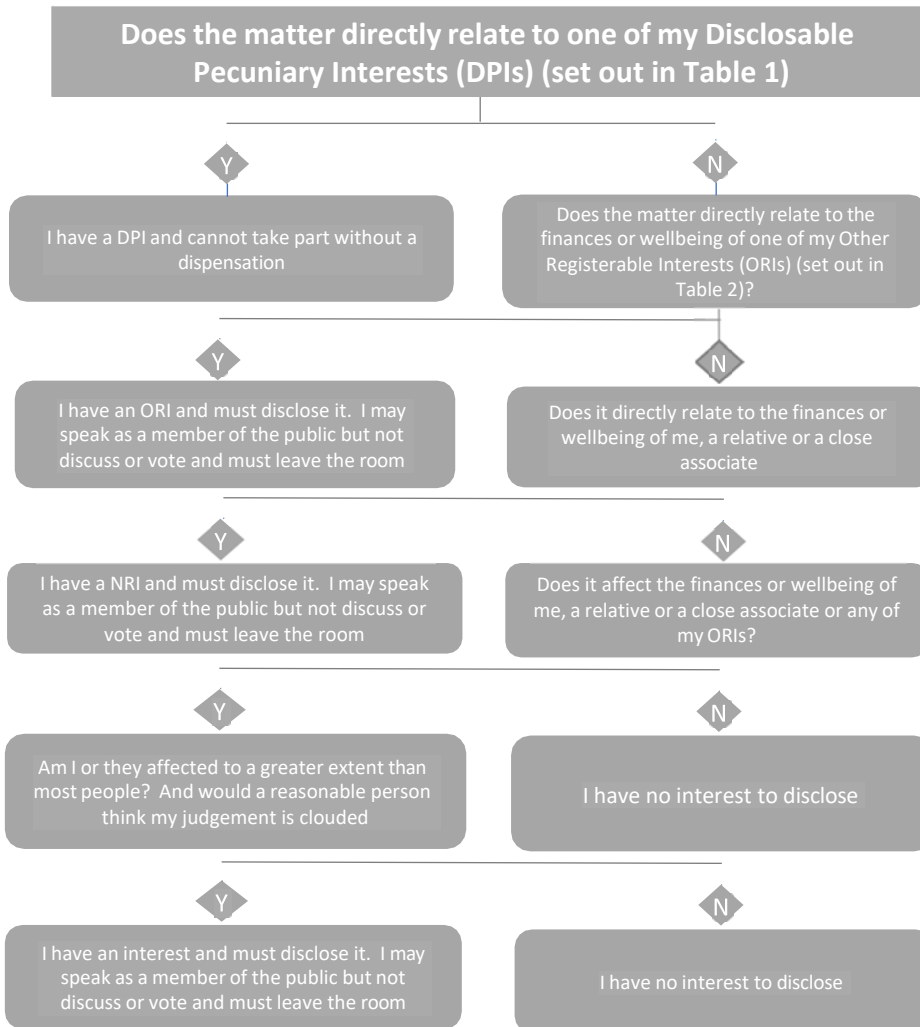 Does the matter directly relate to one of my Disclosable
Pecuniary Interests (DPIs) (set out in Table 1)
Y
N
I have a DPI and cannot take part without a
dispensation
Does the matter directly relate to the
finances or wellbeing of one of my Other
Registerable Interests (ORIs) (set out in
Table 2)?
Y
N
I have an ORI and must disclose it. I may
speak as a member of the public but not
discuss or vote and must leave the room
Does it directly relate to the finances or
wellbeing of me, a relative or a close
associate
Y
N
I have a NRI and must disclose it. I may speak
as a member of the public but not discuss or
vote and must leave the room
Does it affect the finances or wellbeing of
me, a relative or a close associate or any of
my ORIs?
Y
N
Am I or they affected to a greater extent than
most people? And would a reasonable person
think my judgement is clouded
I have no interest to disclose
Y
N
I have an interest and must disclose it. I may
speak as a member of the public but not
discuss or vote and must leave the room
I have no interest to disclose